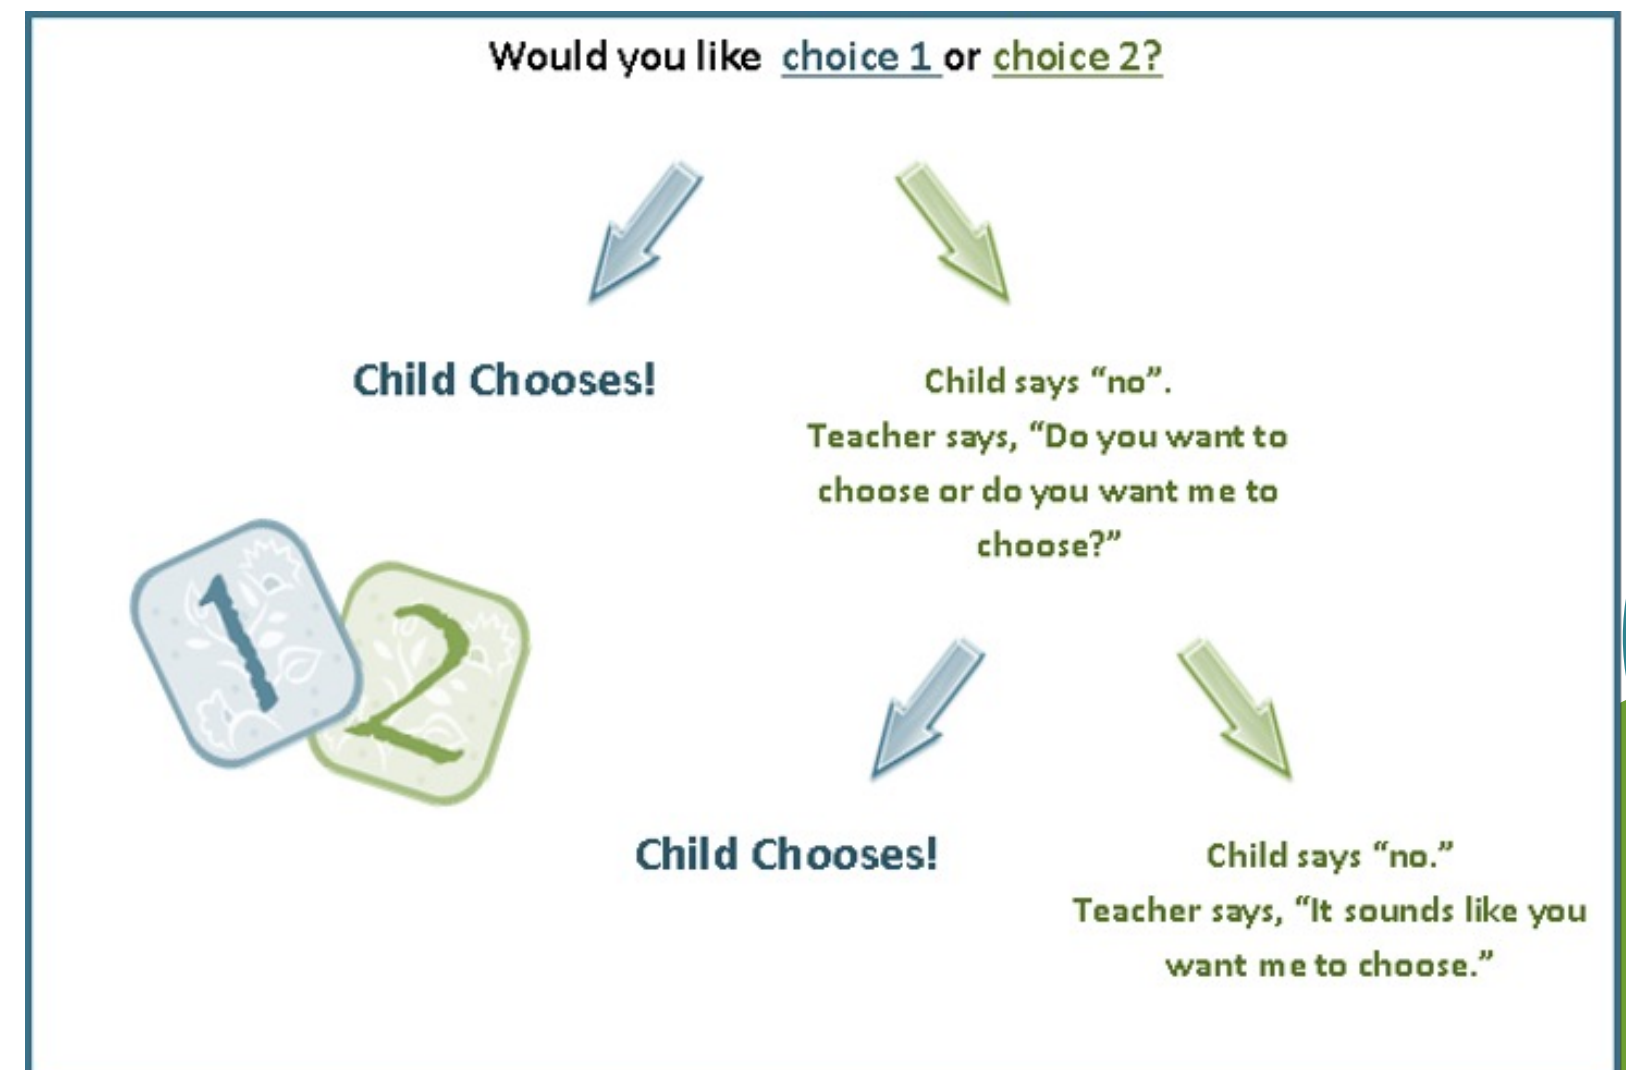 Would you like choice 1 or choice 2?
Child Chooses!
Child says “no”.
Teacher says, “Do you want to
choose or do you want me to
choose?”
1
2
Child Chooses!
Child says “no.”
Teacher says, “It sounds like you
want me to choose.”